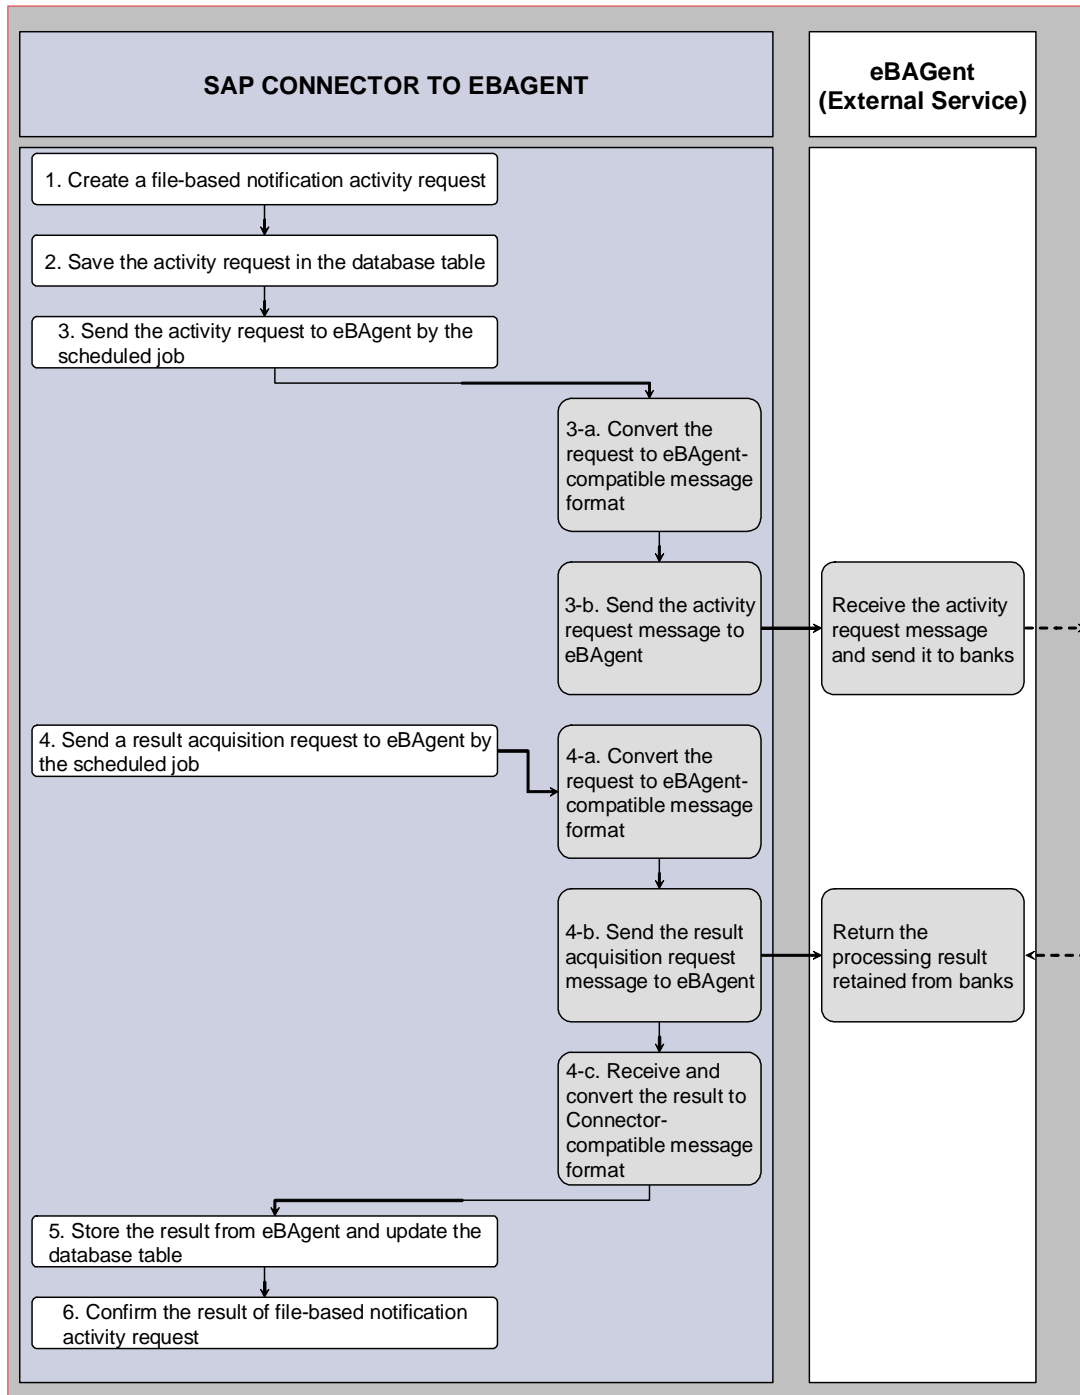 SAP CONNECTOR TO EBAGENT
eBAGent
(External Service)
1. Create a file-based notification activity request
2. Save the activity request in the database table
3. Send the activity request to eBAgent by the
scheduled job
3-a. Convert the
request to eBAgent-
compatible message
format
3-b. Send the activity
request message to
eBAgent
Receive the activity
request message
and send it to banks
4. Send a result acquisition request to eBAgent by
the scheduled job
4-a. Convert the
request to eBAgent-
compatible message
format
4-b. Send the result
acquisition request
message to eBAgent
Return the
processing result
retained from banks
4-c. Receive and
convert the result to
Connector-
compatible message
format
5. Store the result from eBAgent and update the
database table
6. Confirm the result of file-based notification
activity request